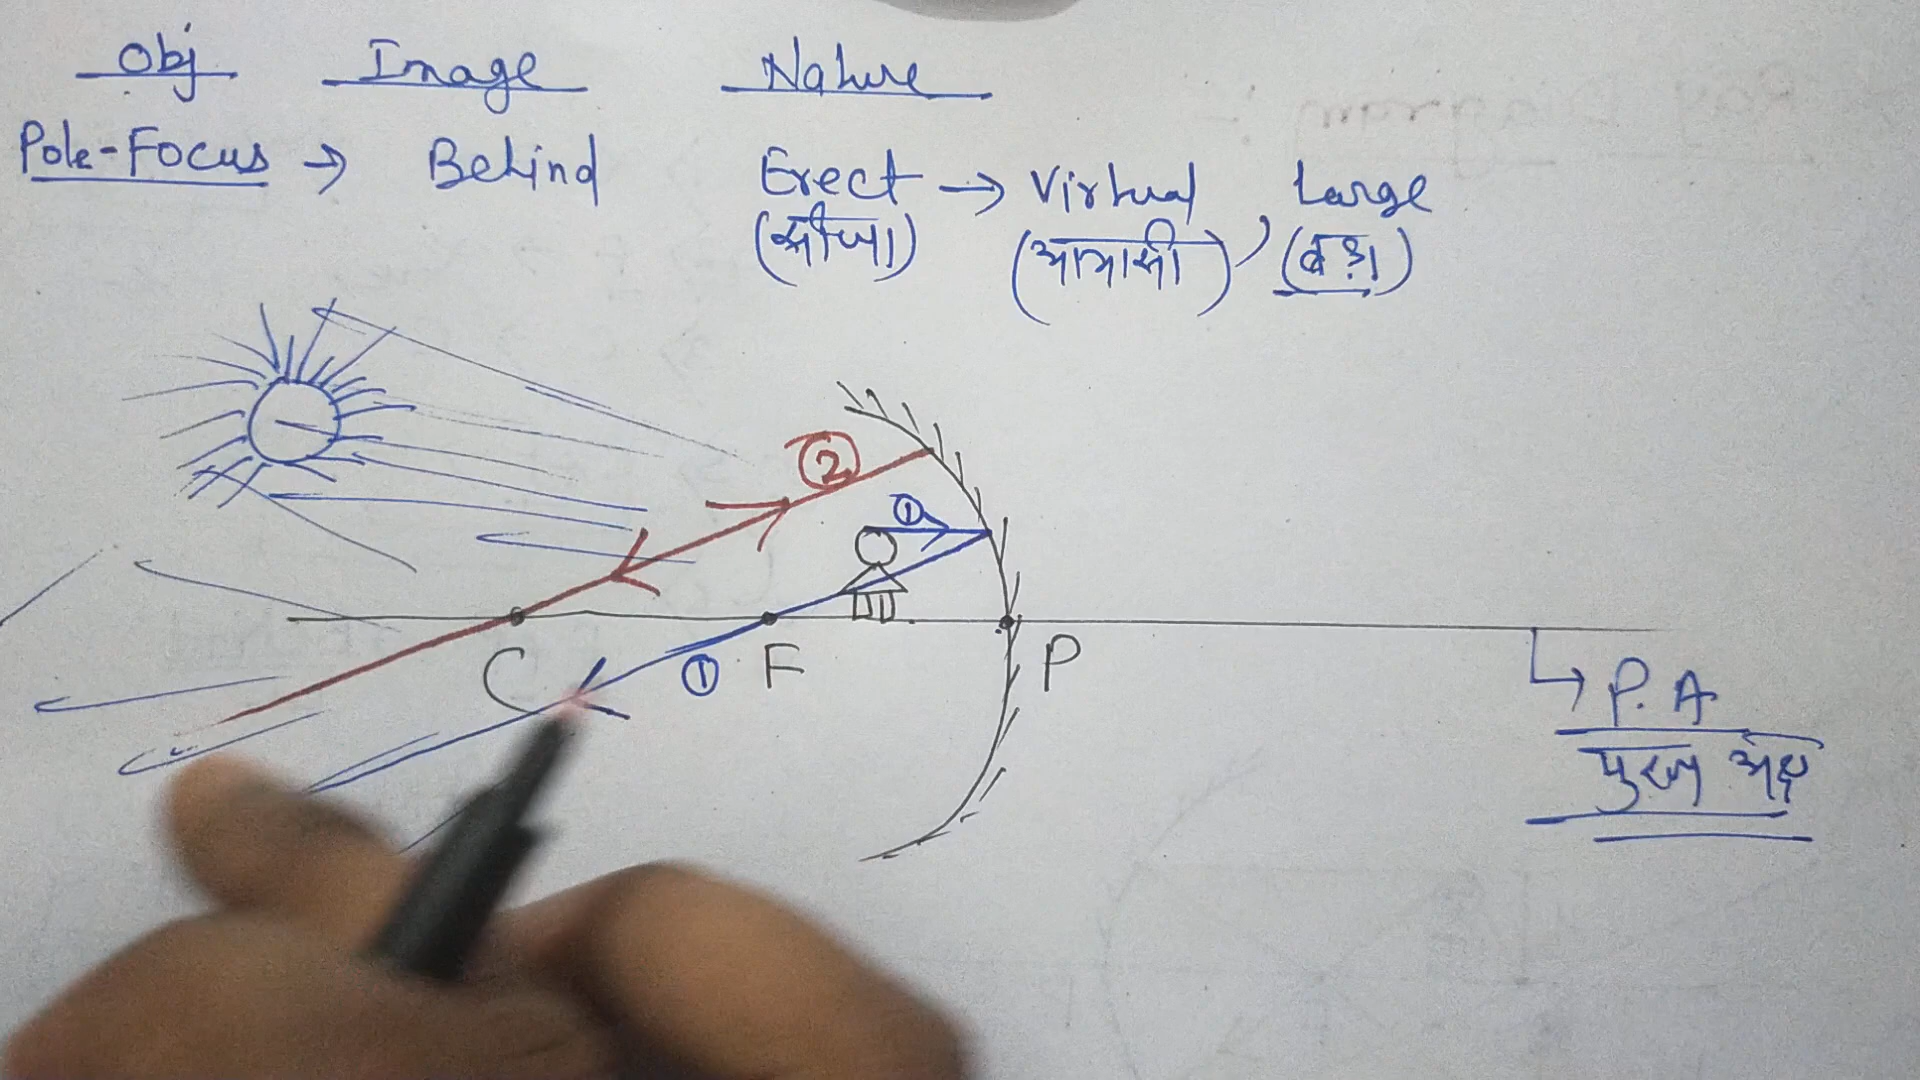 Obj Image Nature
Pole-Focus → Behind Erect → Virtual, Large
(सीधा) (आभासी) (बड़ा)
②
①
C ① F P
P. A
मुख्य अक्ष